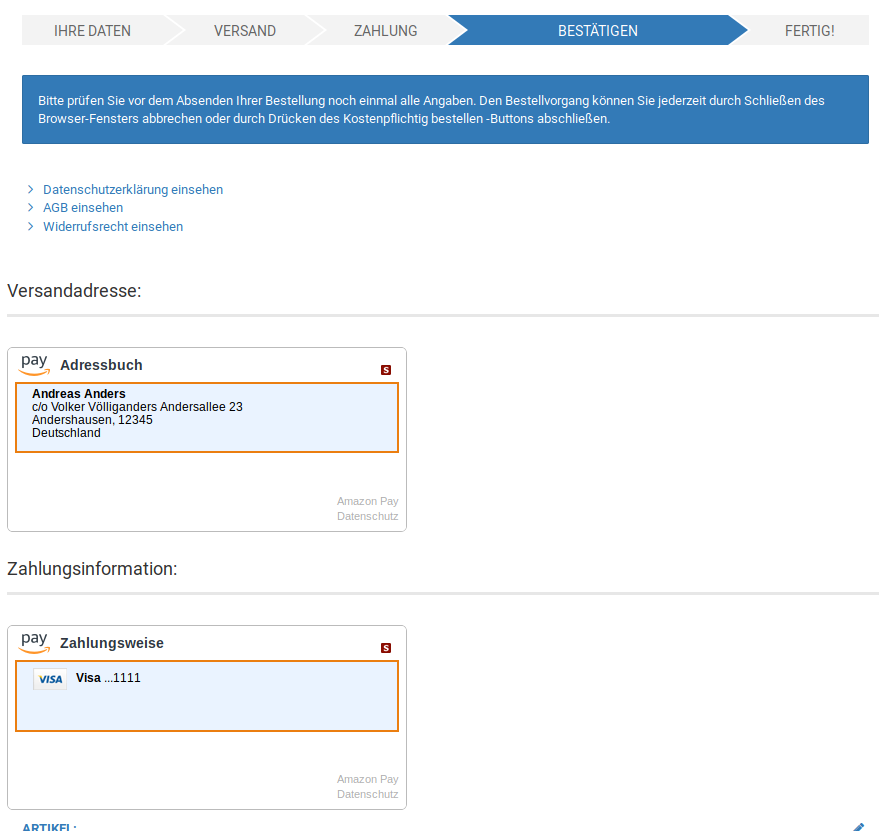 IHRE DATEN VERSAND ZAHLUNG BESTÄTIGEN FERTIG!
Bitte prüfen Sie vor dem Absenden Ihrer Bestellung noch einmal alle Angaben. Den Bestellvorgang können Sie jederzeit durch Schließen des
Browser-Fensters abbrechen oder durch Drücken des Kostenpflichtig bestellen -Buttons abschließen.
Datenschutzerklärung einsehen
AGB einsehen
Widerrufsrecht einsehen
Versandadresse:
pay Adressbuch S
Andreas Anders
c/o Volker Völliganders Andersallee 23
Andershausen, 12345
Deutschland
Amazon Pay
Datenschutz
Zahlungsinformation:
pay Zahlungsweise S
VISA Visa ...1111
Amazon Pay
Datenschutz
ARTIKEL: